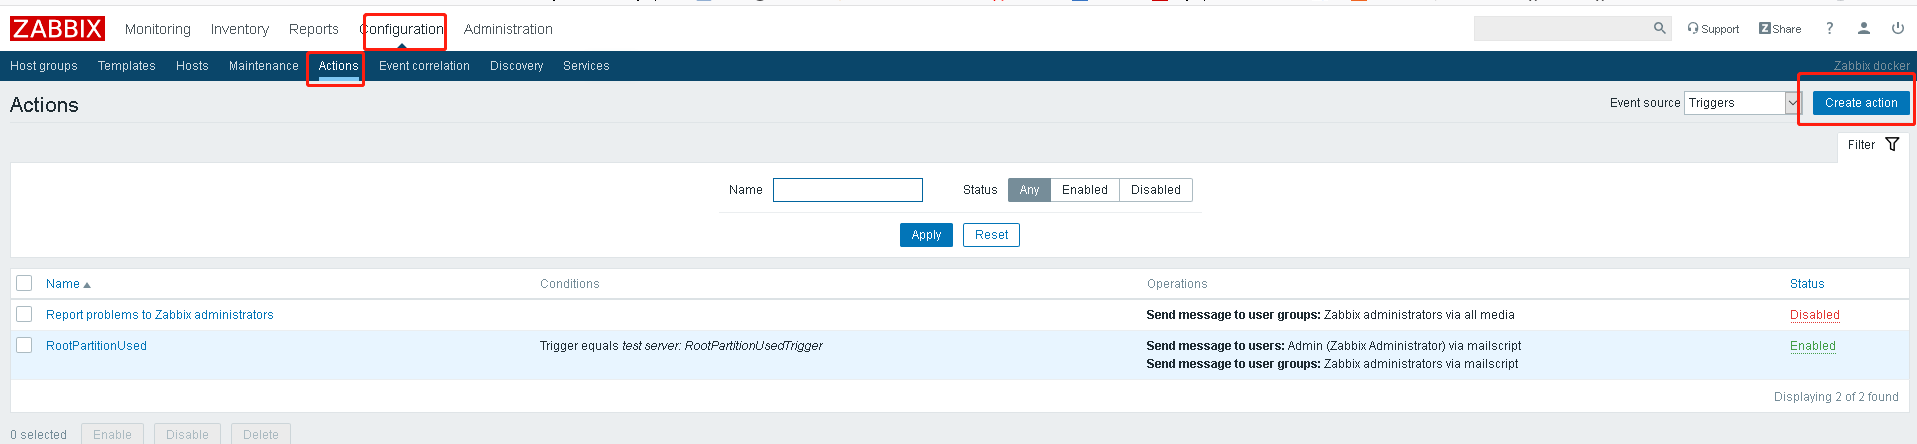 ZABBIX Monitoring Inventory Reports Configuration Administration Support Z Share ?
Host groups Templates Hosts Maintenance Actions Event correlation Discovery Services Zabbix docker
Actions Event source Triggers Create action
Filter
Name Status Any Enabled Disabled
Apply Reset
Name Conditions Operations Status
Report problems to Zabbix administrators Send message to user groups: Zabbix administrators via all media Disabled
RootPartitionUsed Trigger equals test server: RootPartitionUsedTrigger Send message to users: Admin (Zabbix Administrator) via mailscript Enabled
Send message to user groups: Zabbix administrators via mailscript
Displaying 2 of 2 found
0 selected Enable Disable Delete